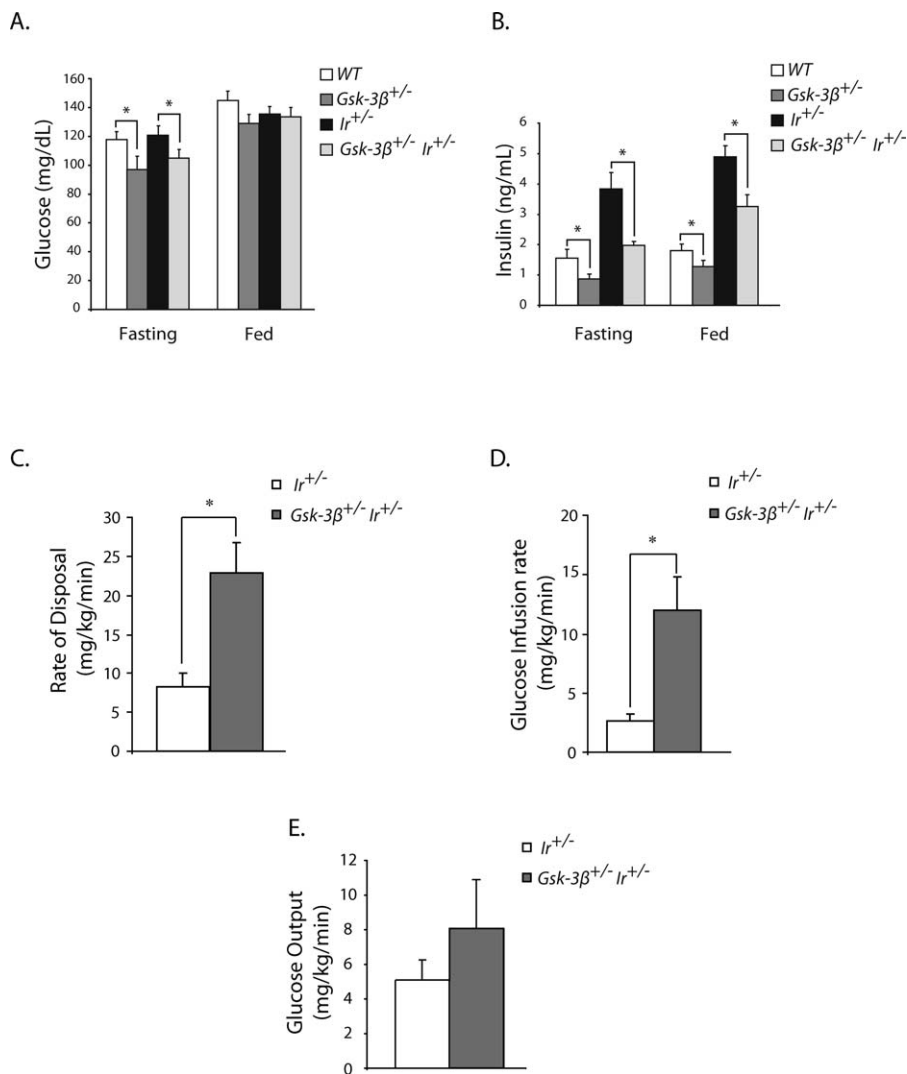 A.
WT
Gsk-3β+/-
Ir+/-
Gsk-3β+/- Ir+/-
Glucose (mg/dL)
160
140
120
100
80
60
40
20
0
* *
Fasting Fed
B.
WT
Gsk-3β+/-
Ir+/-
Gsk-3β+/- Ir+/-
Insulin (ng/mL)
6
5
4
3
2
1
0
* * * *
Fasting Fed
C.
Ir+/-
Gsk-3β+/- Ir+/-
Rate of Disposal
(mg/kg/min)
30
25
20
15
10
5
0
*
D.
Ir+/-
Gsk-3β+/- Ir+/-
Glucose Infusion rate
(mg/kg/min)
20
15
10
5
0
*
E.
Ir+/-
Gsk-3β+/- Ir+/-
Glucose Output
(mg/kg/min)
12
10
8
6
4
2
0